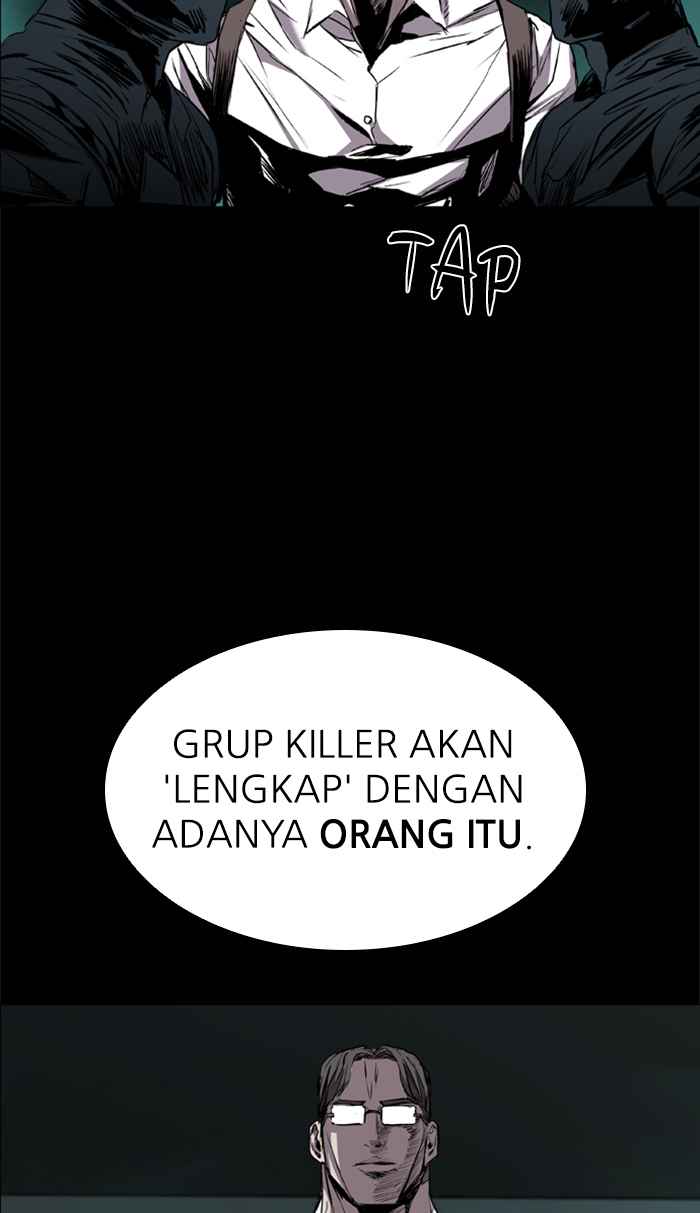 TAP
GRUP KILLER AKAN
'LENGKAP' DENGAN
ADANYA ORANG ITU.